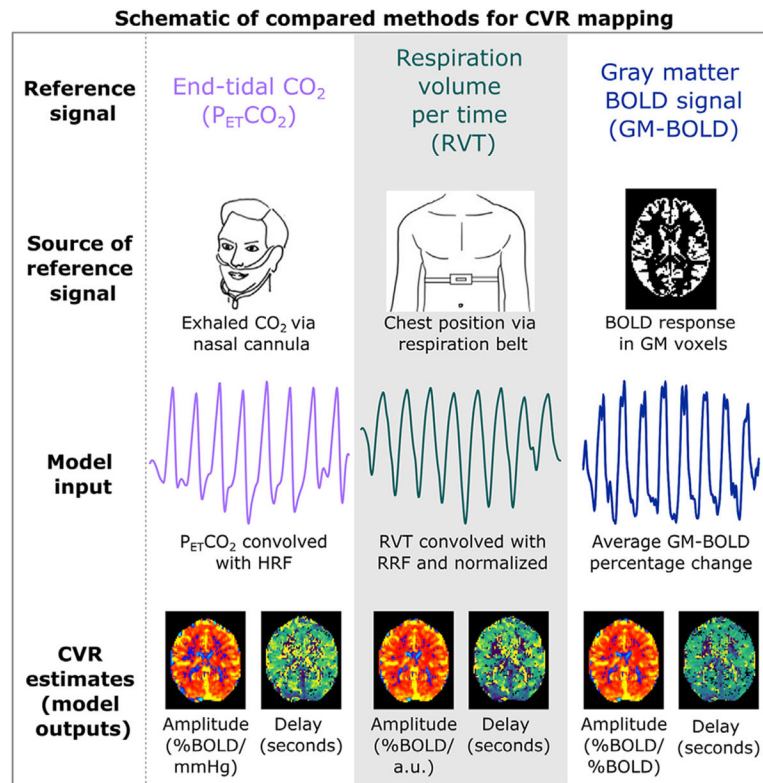 Schematic of compared methods for CVR mapping
Reference
signal
End-tidal CO₂
(P_ETCO₂)
Respiration
volume
per time
(RVT)
Gray matter
BOLD signal
(GM-BOLD)
Source of
reference
signal
Exhaled CO₂ via
nasal cannula
Chest position via
respiration belt
BOLD response
in GM voxels
Model
input
P_ETCO₂ convolved
with HRF
RVT convolved with
RRF and normalized
Average GM-BOLD
percentage change
CVR
estimates
(model
outputs)
Amplitude
(%BOLD/
mmHg)
Delay
(seconds)
Amplitude
(%BOLD/
a.u.)
Delay
(seconds)
Amplitude
(%BOLD/
%BOLD)
Delay
(seconds)